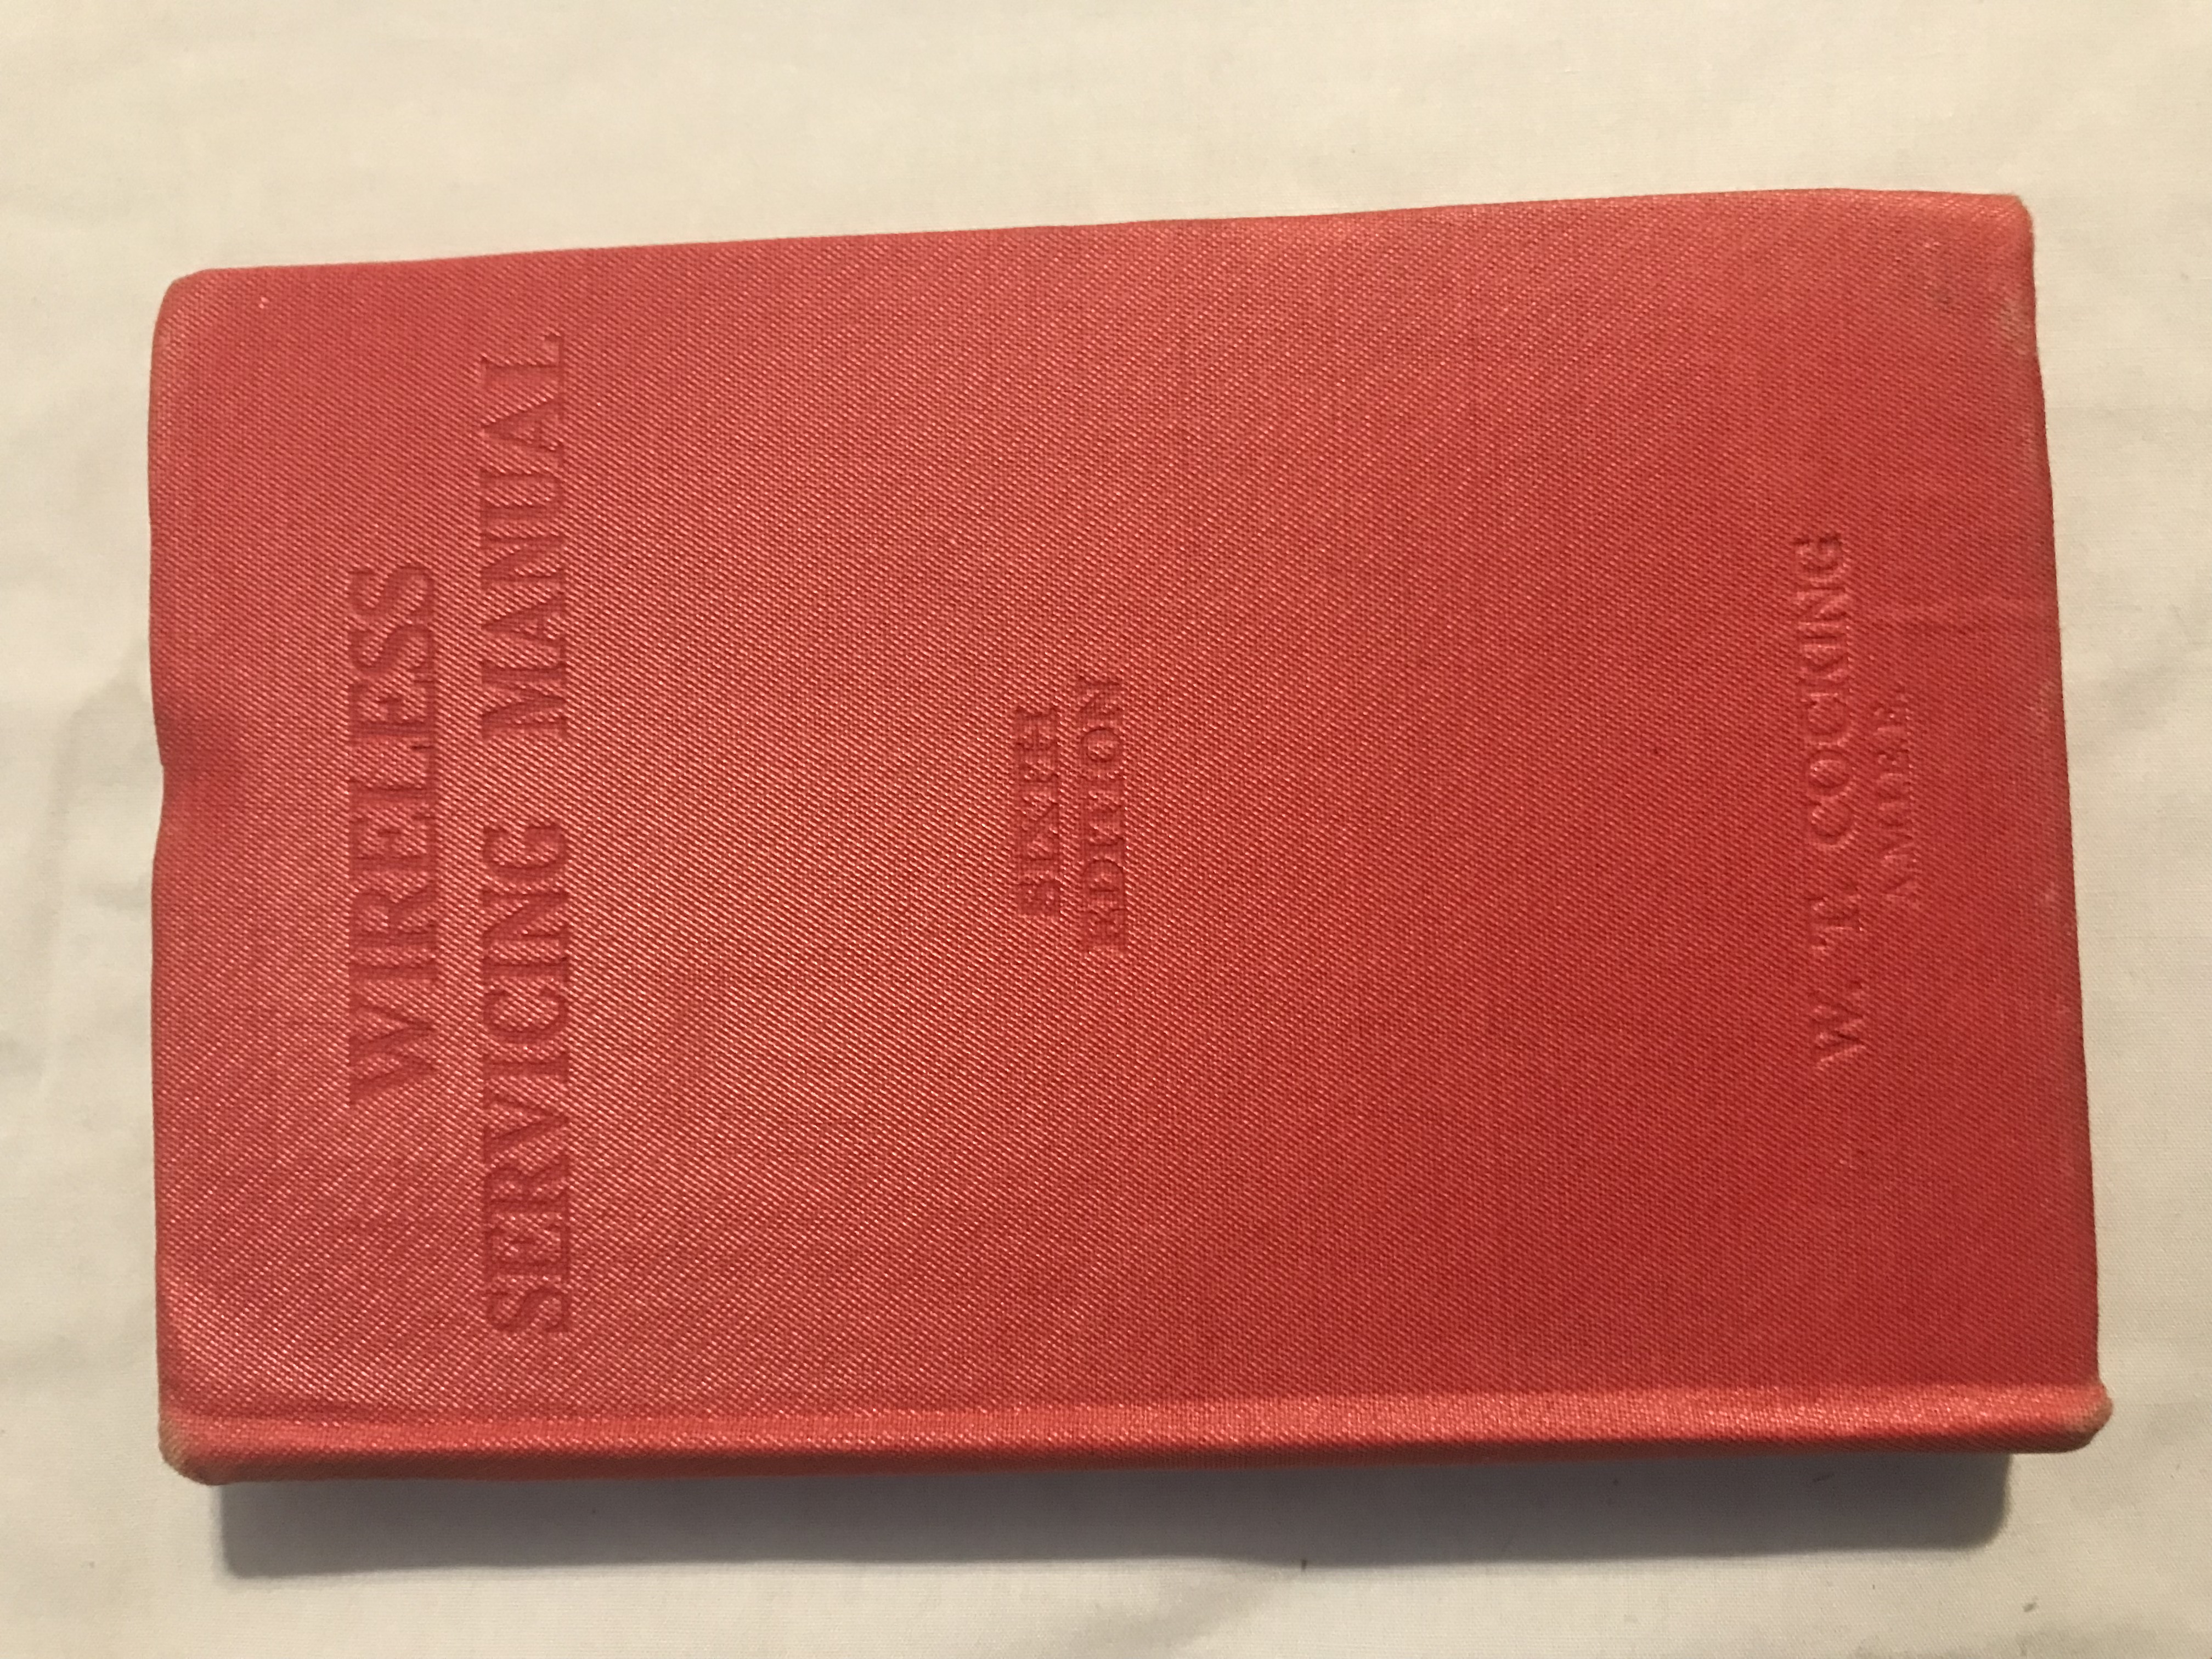 WIRELESS
SERVICING MANUAL
SIXTH
EDITION
W. T. COCKING
A.M.I.E.E.